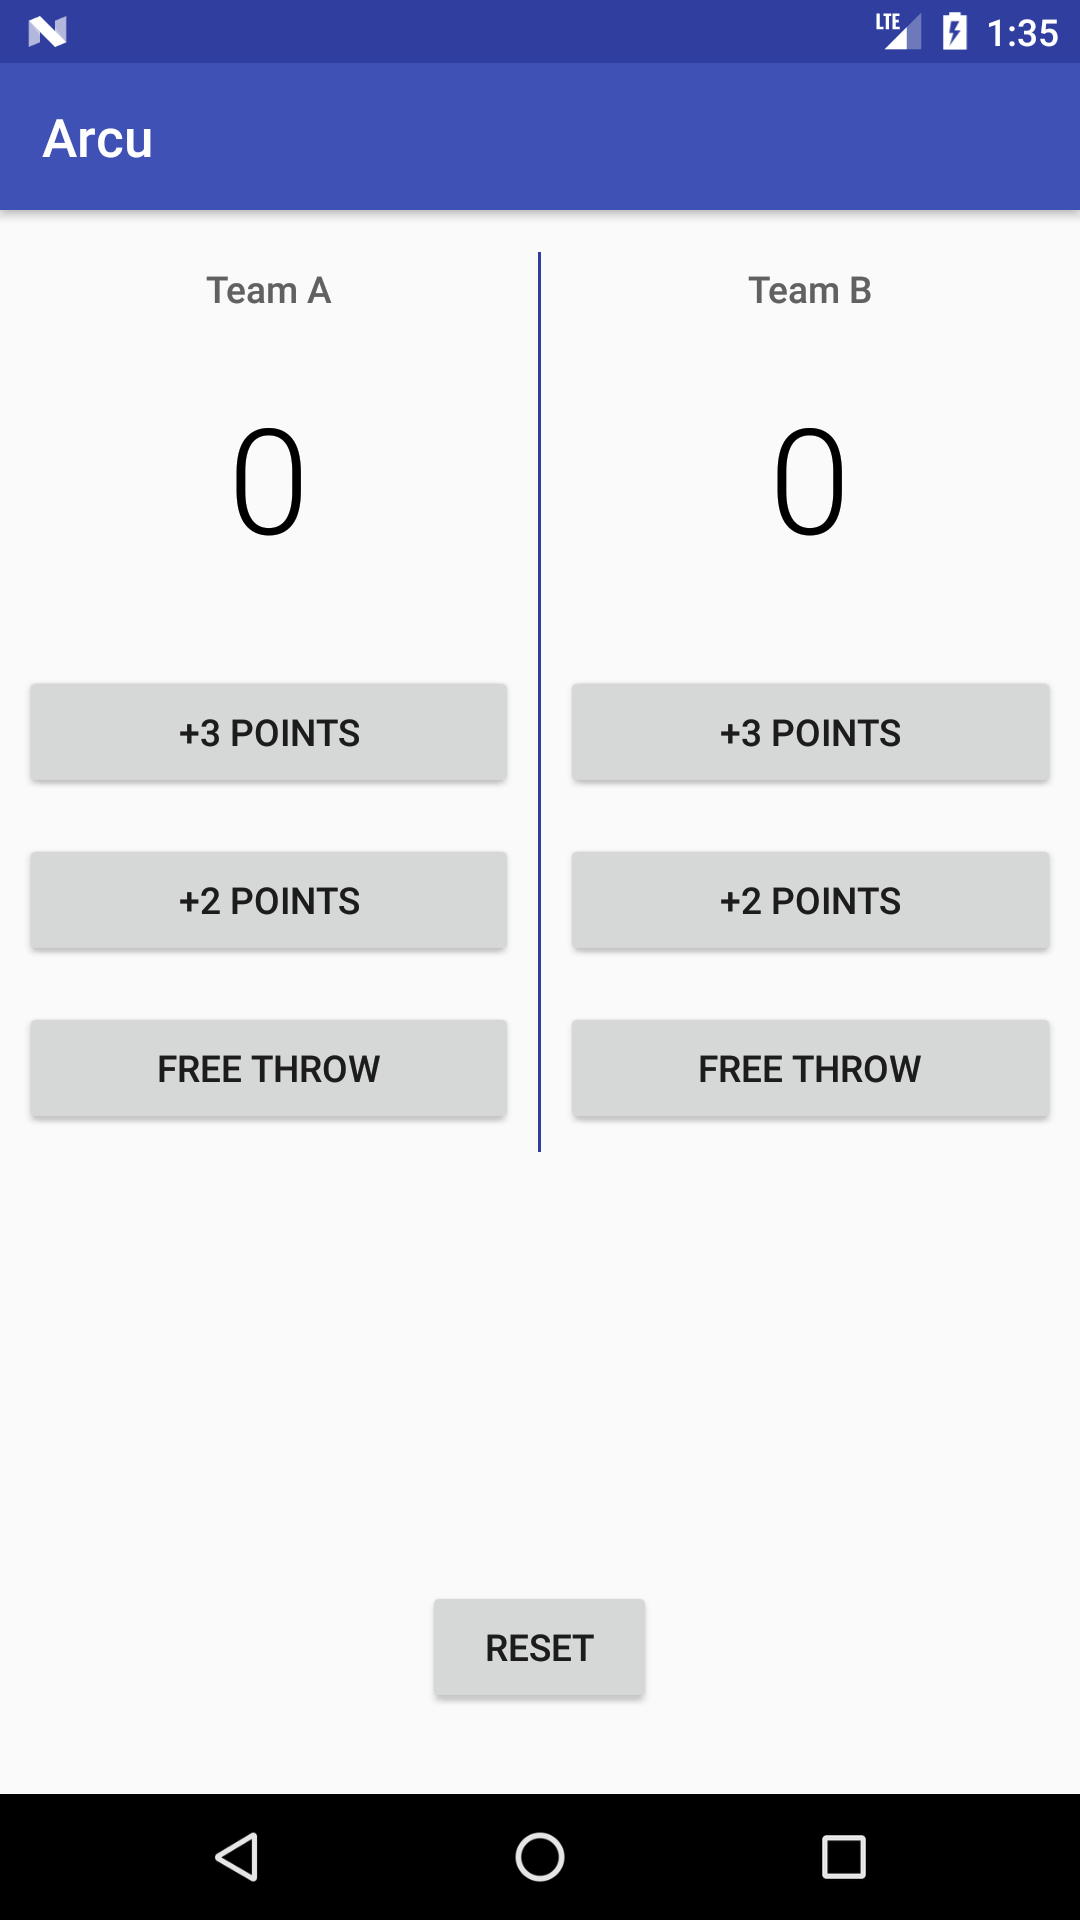 LTE 1:35
Arcu
Team A
0
+3 POINTS
+2 POINTS
FREE THROW
Team B
0
+3 POINTS
+2 POINTS
FREE THROW
RESET